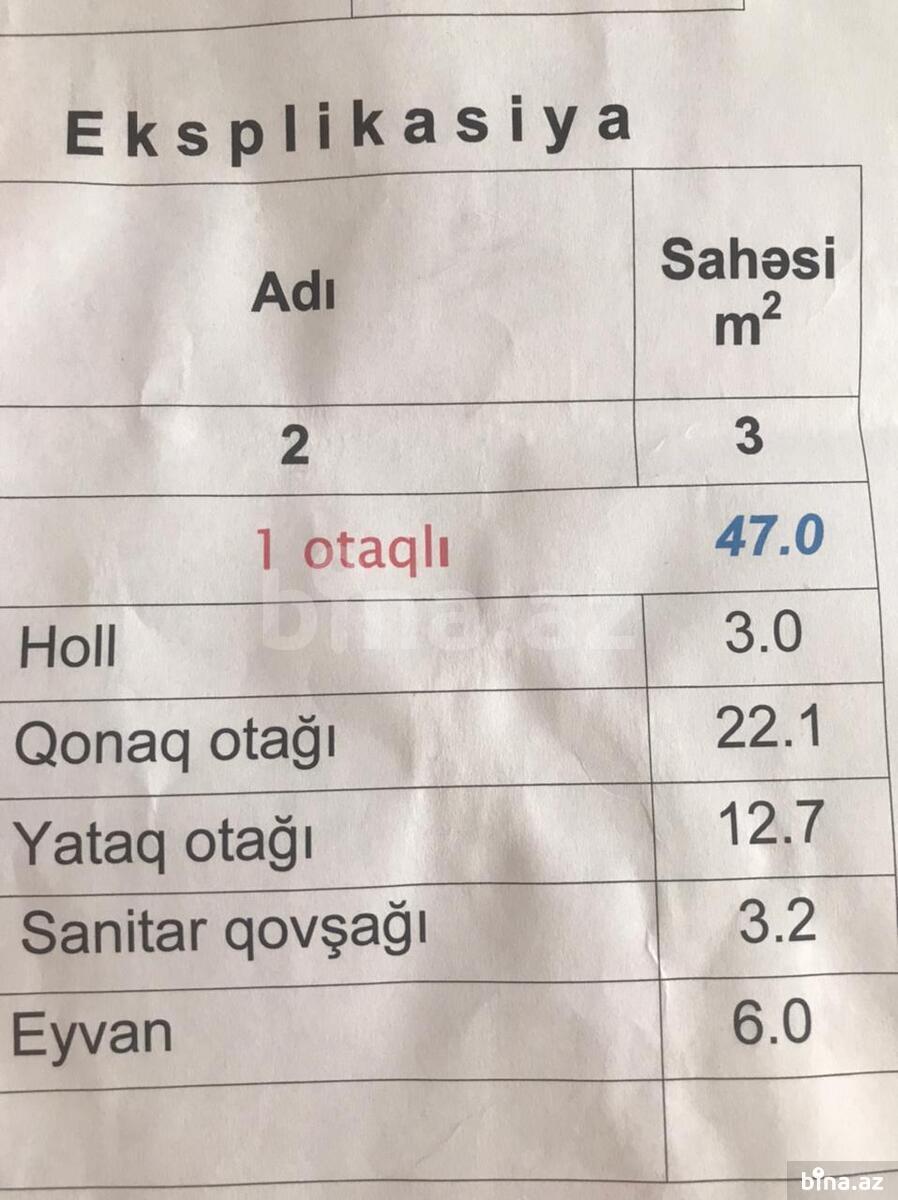 Eksplikasiya
Adı
Sahəsi
m²
2
3
1 otaqlı
47.0
bina.az
Holl
3.0
Qonaq otağı
22.1
Yataq otağı
12.7
Sanitar qovşağı
3.2
Eyvan
6.0
bina.az